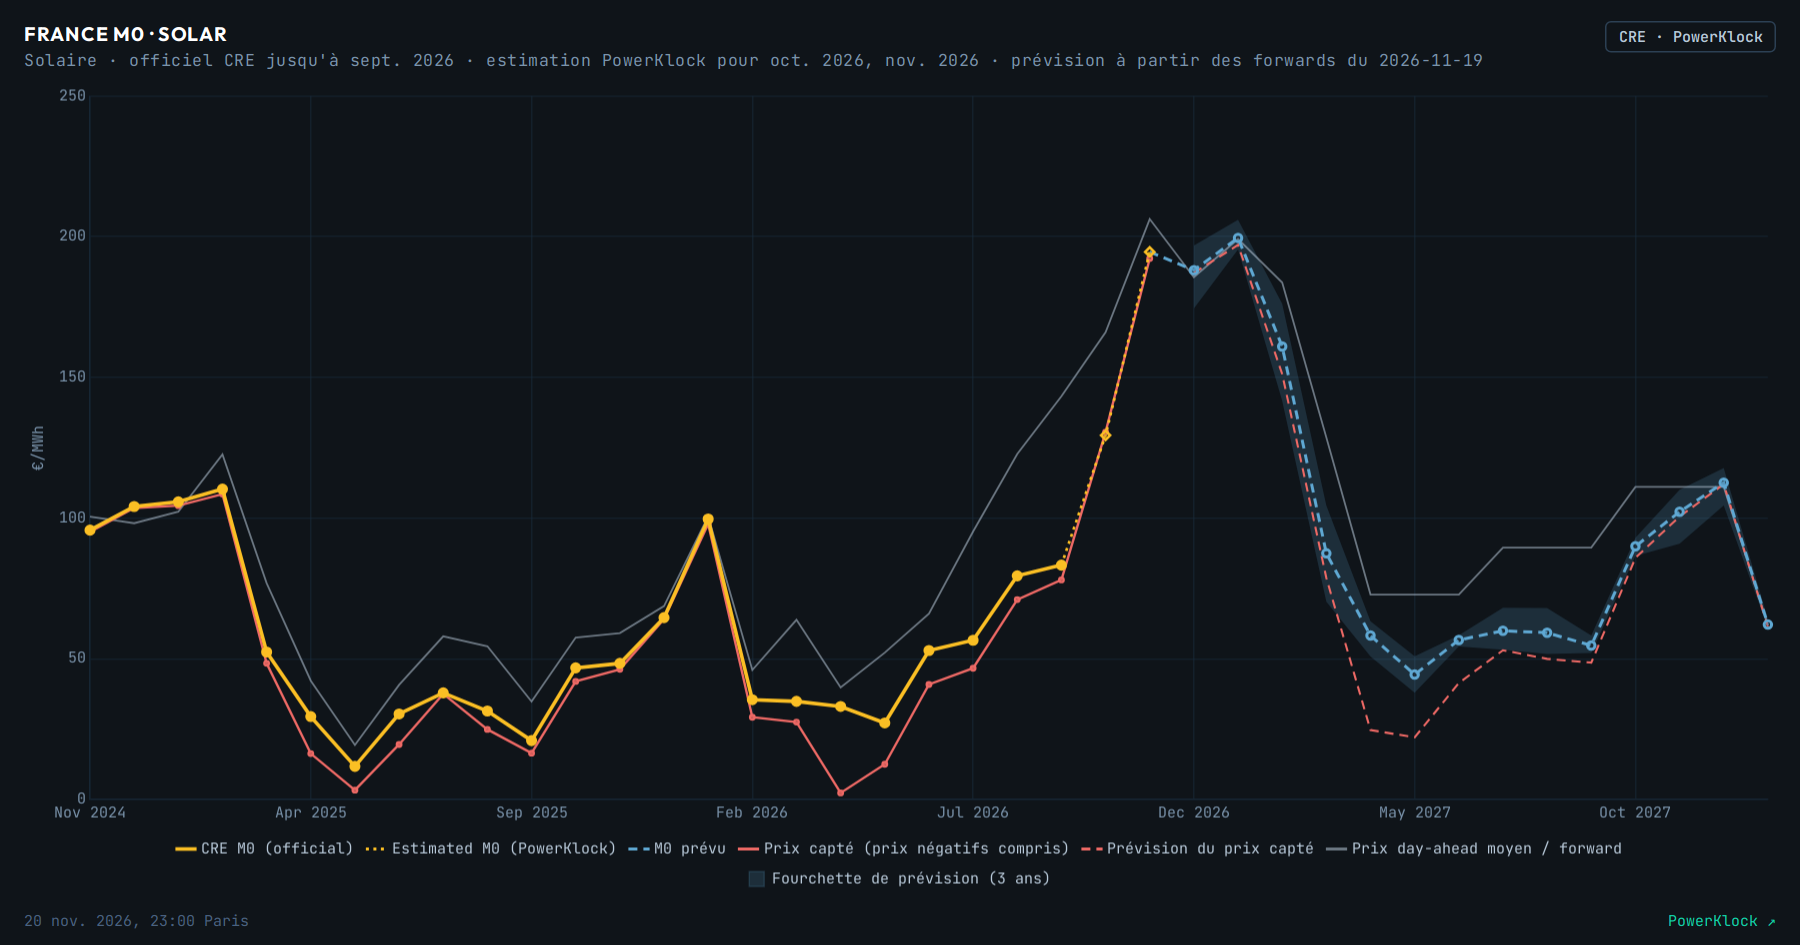 FRANCE M0 · SOLAR
CRE · PowerKlock
Solaire · officiel CRE jusqu'à sept. 2026 · estimation PowerKlock pour oct. 2026, nov. 2026 · prévision à partir des forwards du 2026-11-19
€/MWh
250
200
150
100
50
0
Nov 2024 Apr 2025 Sep 2025 Feb 2026 Jul 2026 Dec 2026 May 2027 Oct 2027
CRE M0 (official) Estimated M0 (PowerKlock) M0 prévu Prix capté (prix négatifs compris) Prévision du prix capté Prix day-ahead moyen / forward
Fourchette de prévision (3 ans)
20 nov. 2026, 23:00 Paris
PowerKlock ↗